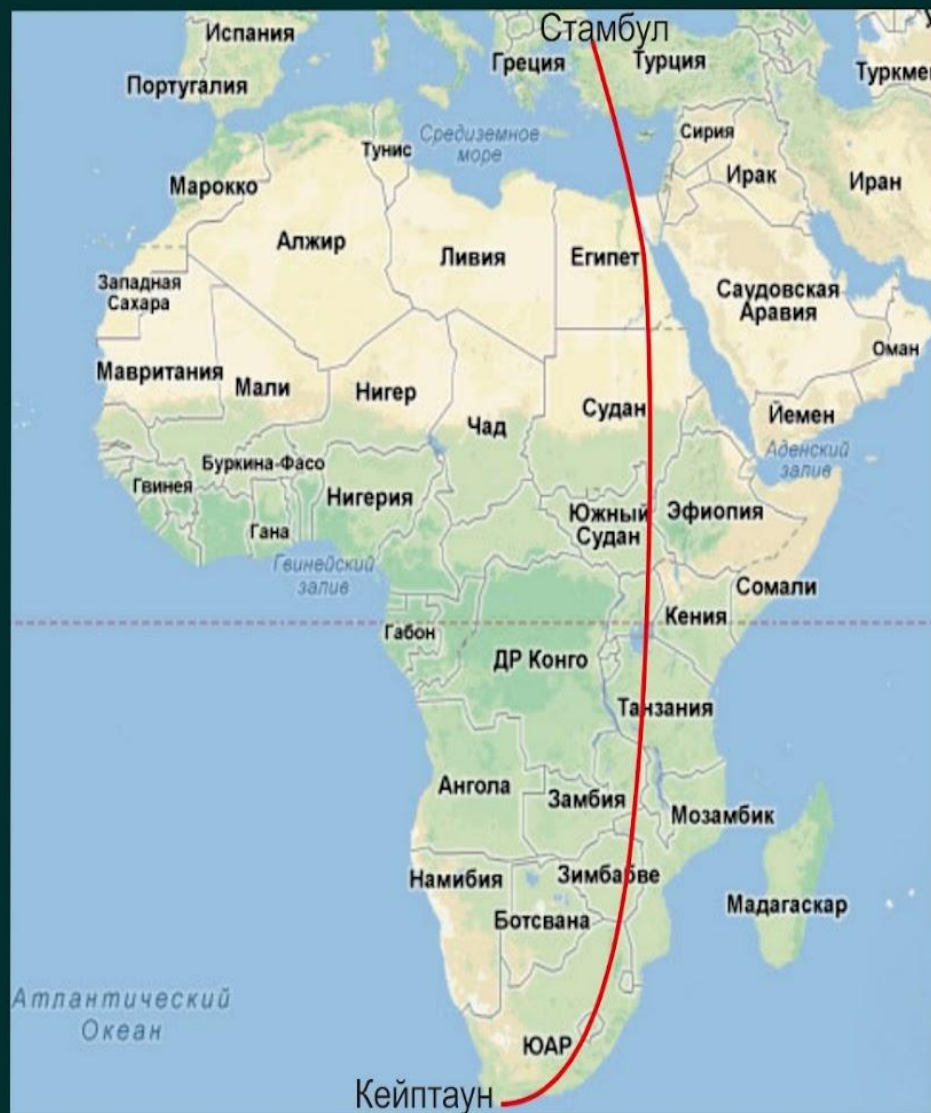 Стамбул
Испания
Греция
Турция
Португалия
Туркмен
Средиземное
море
Сирия
Тунис
Ирак
Иран
Марокко
Алжир
Ливия
Египет
Западная
Сахара
Саудовская
Аравия
Оман
Мавритания
Мали
Нигер
Чад
Судан
Йемен
Аденский
залив
Буркина-Фасо
Гвинея
Нигерия
Гана
Южный
Судан
Эфиопия
Гвинейский
залив
Сомали
Кения
Габон
ДР Конго
Танзания
Ангола
Замбия
Мозамбик
Намибия
Зимбабве
Ботсвана
Мадагаскар
Атлантический
Океан
ЮАР
Кейптаун